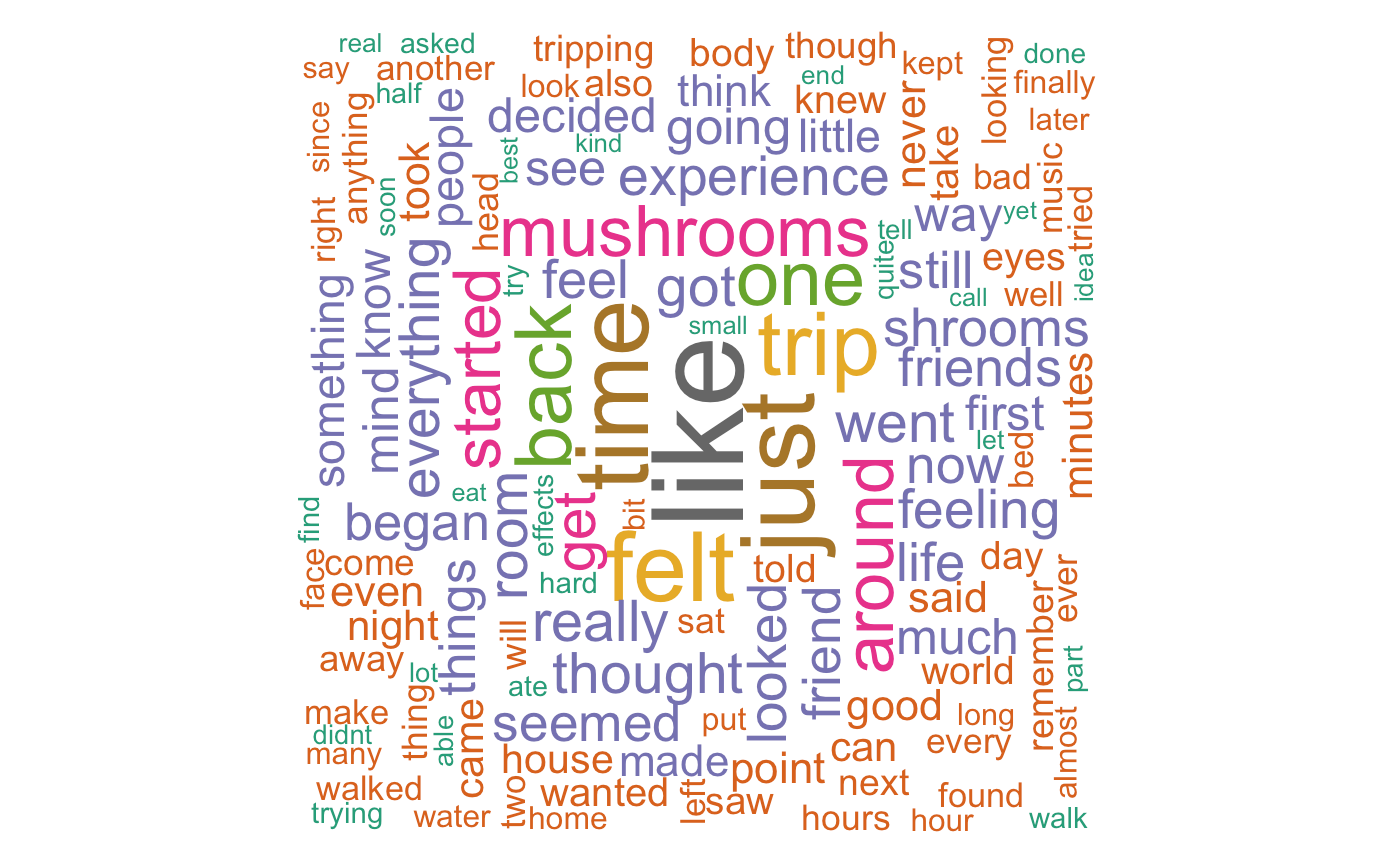 real asked tripping body though kept looking done
say another look also end finally
half think knew
since anything people decided going little never later
took best kind see experience take bad music
right soon head way yet tried
mushrooms tell
something know everything started try feel got one quite still eyes idea
call well
mind back time like small trip shrooms
friends minutes
just went first
let bed
eat room effects get bit around now
find began feeling
face come hard felt told life day ever
even said
night things really sat looked friend much remember
away will world part
lot ate thought
make thing able came seemed put good long almost
didnt
many house made point can every
walked two wanted left saw next found
trying water home hours hour walk